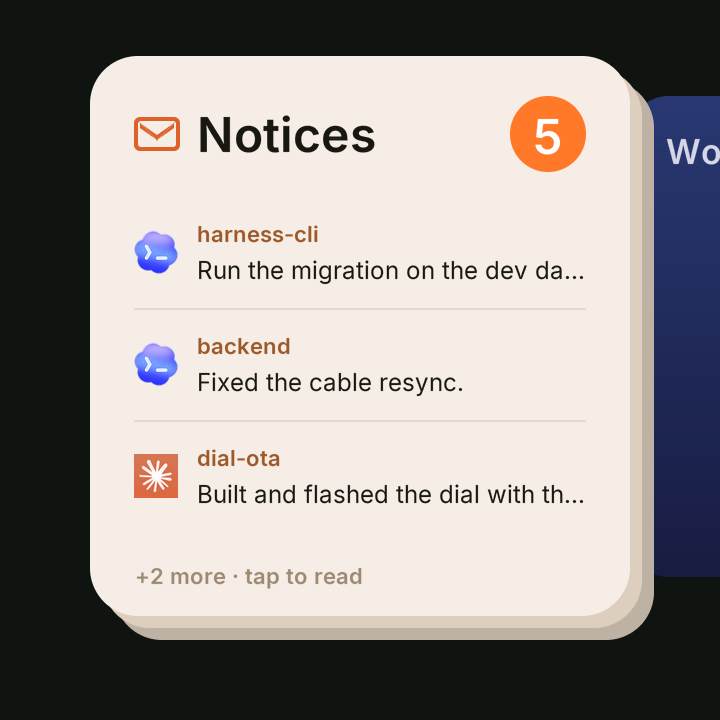 Notices
5
Wo
harness-cli
Run the migration on the dev da...
backend
Fixed the cable resync.
dial-ota
Built and flashed the dial with th...
+2 more · tap to read